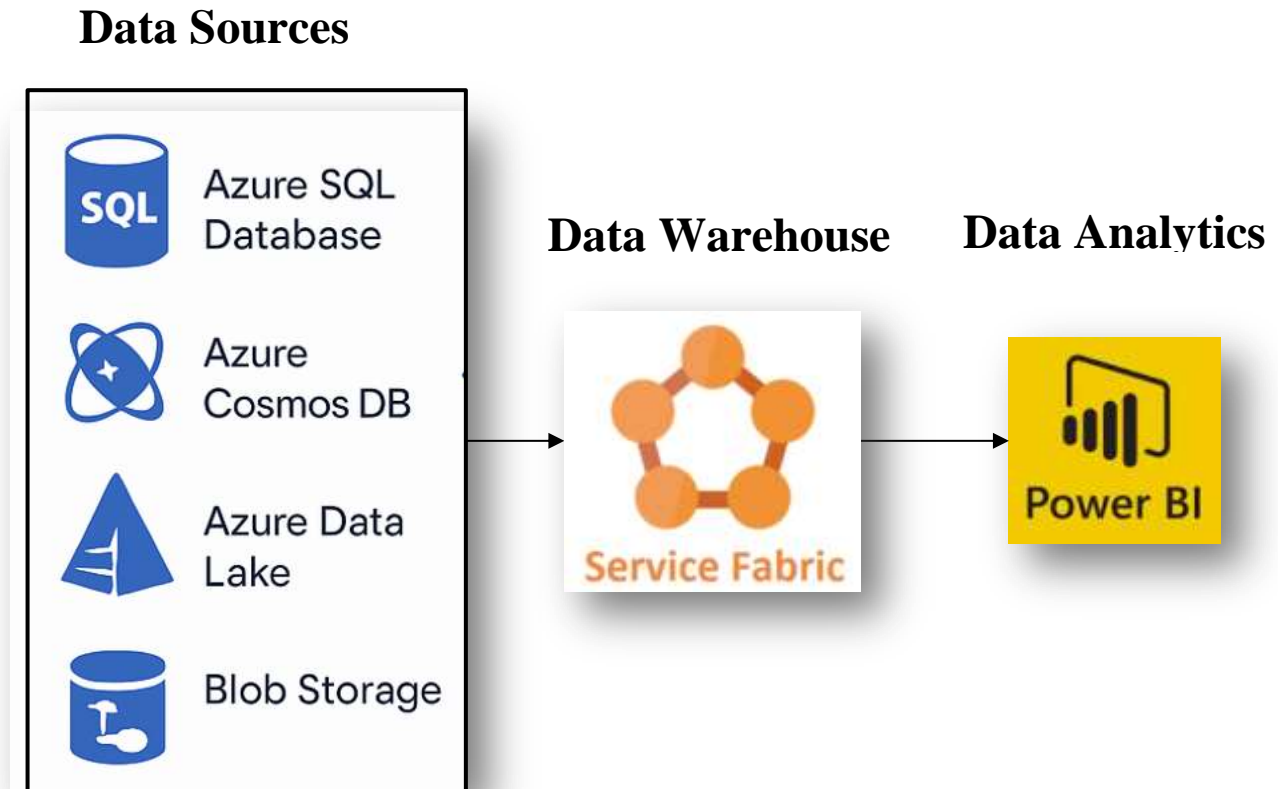 Data Sources
SQL
Azure SQL
Database
Azure
Cosmos DB
Azure Data
Lake
Blob Storage
Data Warehouse
Service Fabric
Data Analytics
Power BI